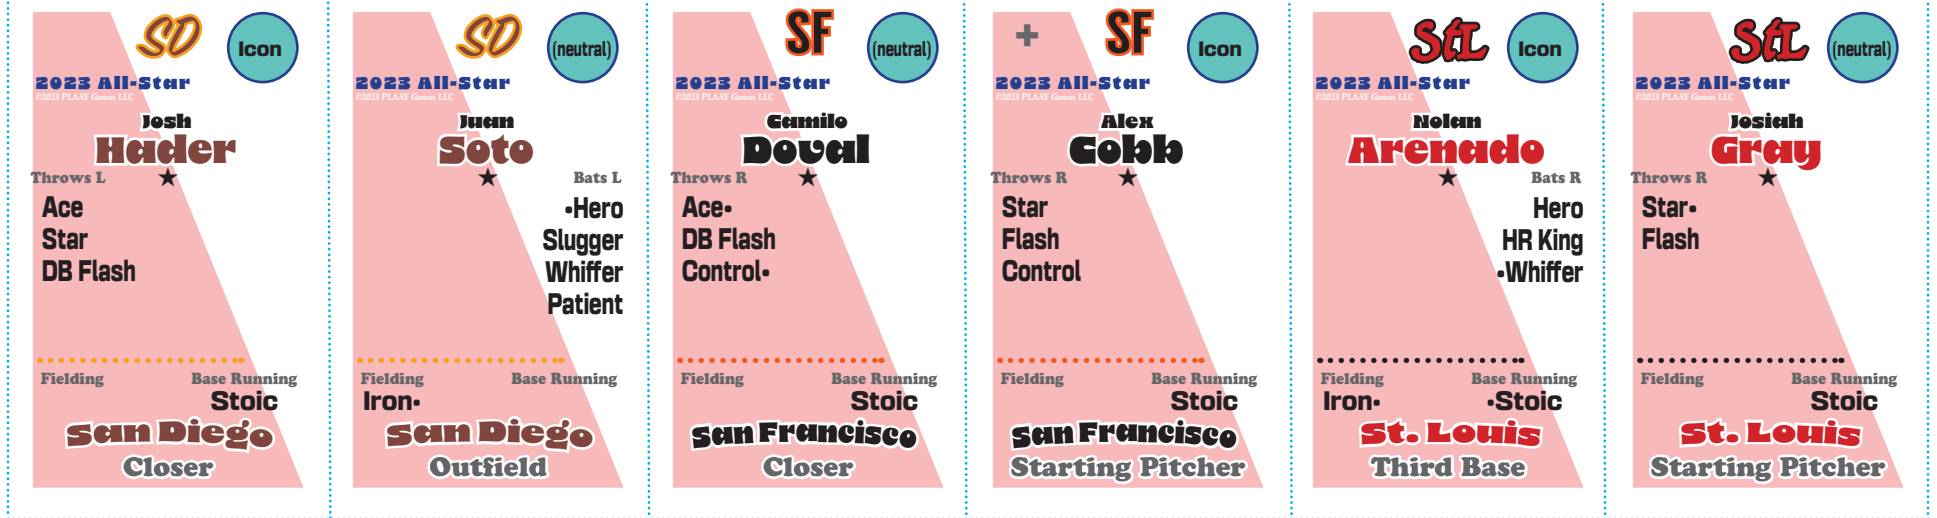 SD
Icon
2023 All-Star
©2023 PLAAY Games LLC
Josh
Hader
Throws L
★
Ace
Star
DB Flash
Fielding
Base Running
Stoic
San Diego
Closer
SD
(neutral)
2023 All-Star
©2023 PLAAY Games LLC
Juan
Soto
★
Bats L
•Hero
Slugger
Whiffer
Patient
Fielding
Base Running
Iron•
San Diego
Outfield
SF
(neutral)
2023 All-Star
©2023 PLAAY Games LLC
Camilo
Doval
Throws R
★
Ace•
DB Flash
Control•
Fielding
Base Running
Stoic
San Francisco
Closer
+
SF
Icon
2023 All-Star
©2023 PLAAY Games LLC
Alex
Cobb
Throws R
★
Star
Flash
Control
Fielding
Base Running
Stoic
San Francisco
Starting Pitcher
StL
Icon
2023 All-Star
©2023 PLAAY Games LLC
Nolan
Arenado
★
Bats R
Hero
HR King
•Whiffer
Fielding
Base Running
Iron•
•Stoic
St. Louis
Third Base
StL
(neutral)
2023 All-Star
©2023 PLAAY Games LLC
Josiah
Gray
Throws R
★
Star•
Flash
Fielding
Base Running
Stoic
St. Louis
Starting Pitcher